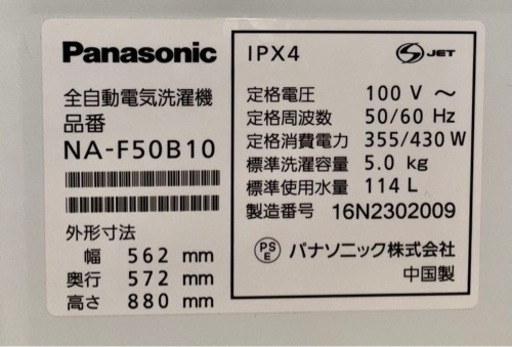 Panasonic
全自動電気洗濯機
品番
NA-F50B10
外形寸法
幅 562 mm
奥行 572 mm
高さ 880 mm
IPX4
S JET
定格電圧 100 V ～
定格周波数 50/60 Hz
定格消費電力 355/430 W
標準洗濯容量 5.0 kg
標準使用水量 114 L
製造番号 16N2302009
PS
E
パナソニック株式会社
中国製